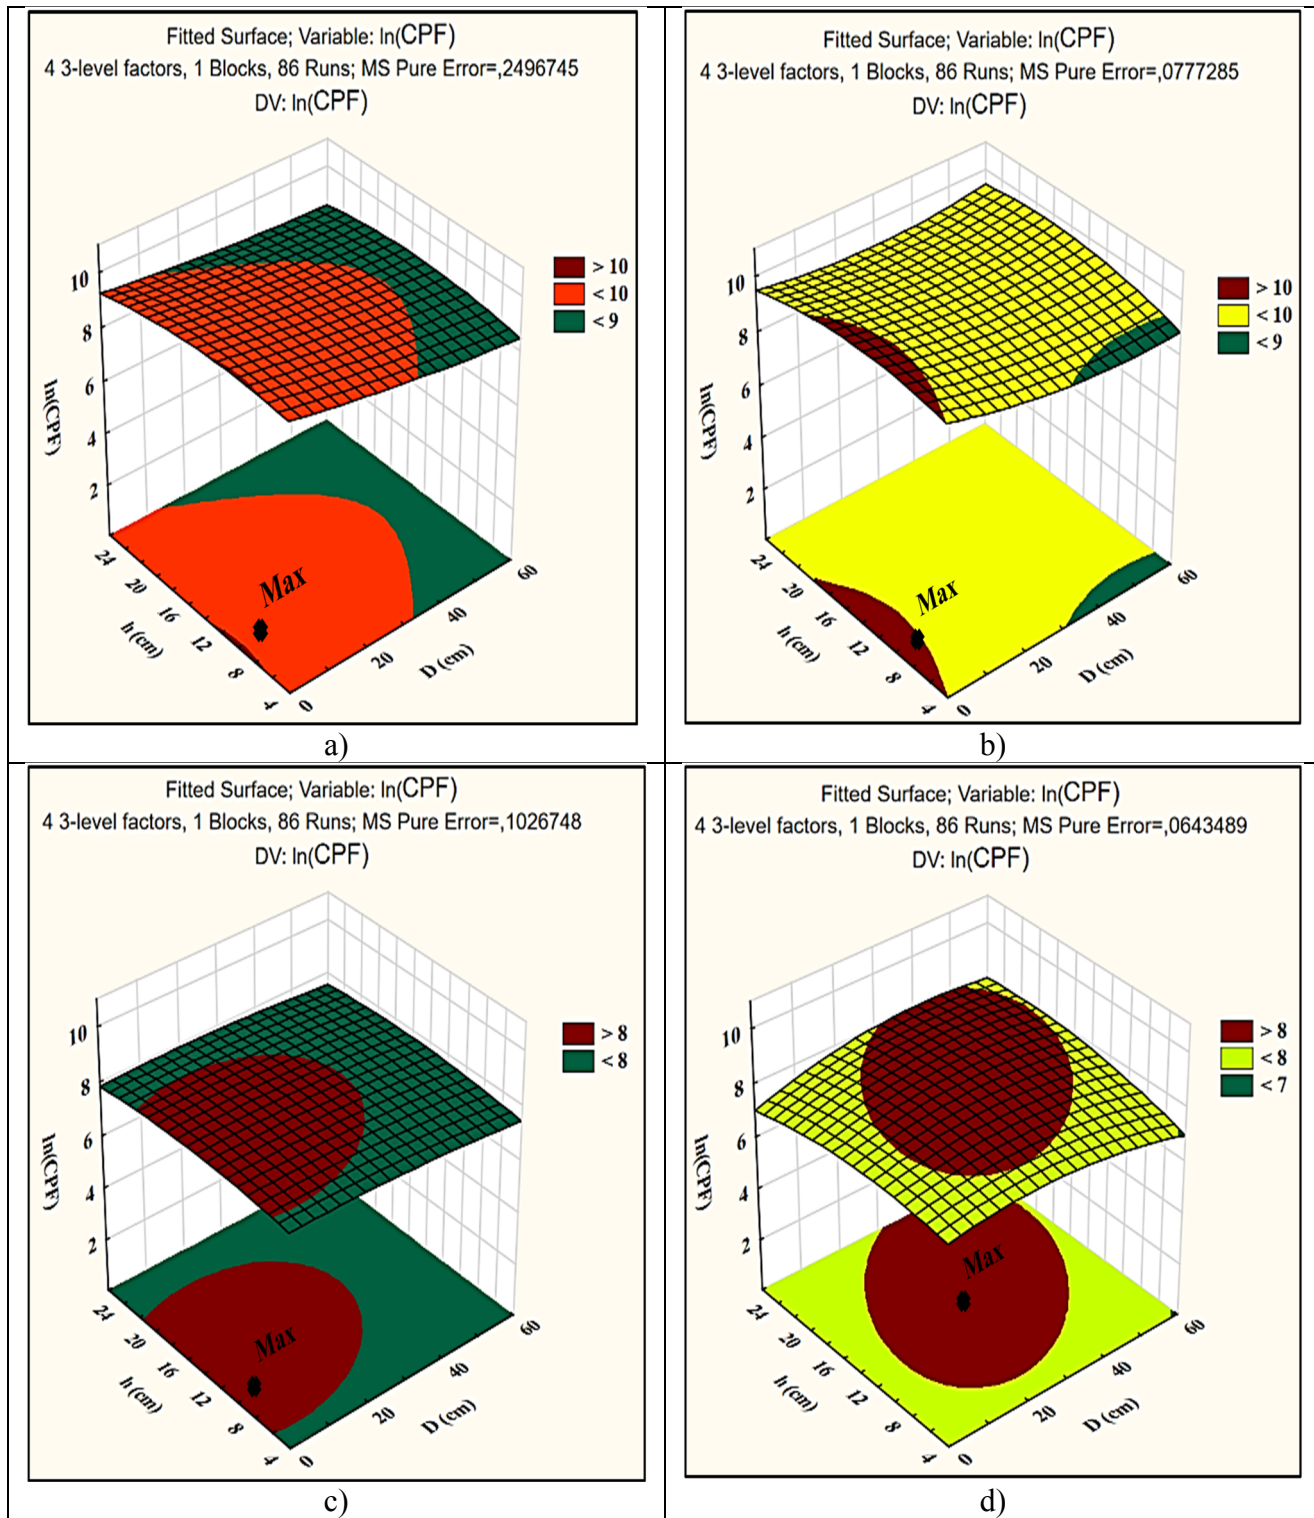 Fitted Surface; Variable: ln(CPF)
4 3-level factors, 1 Blocks, 86 Runs; MS Pure Error=,2496745
DV: ln(CPF)
> 10
< 10
< 9
10
8
6
4
2
ln(CPF)
24
20
16
12
8
4
h (cm)
0
20
40
60
D (cm)
Max
a)
Fitted Surface; Variable: ln(CPF)
4 3-level factors, 1 Blocks, 86 Runs; MS Pure Error=,0777285
DV: ln(CPF)
> 10
< 10
< 9
10
8
6
4
2
ln(CPF)
24
20
16
12
8
4
h (cm)
0
20
40
60
D (cm)
Max
b)
Fitted Surface; Variable: ln(CPF)
4 3-level factors, 1 Blocks, 86 Runs; MS Pure Error=,1026748
DV: ln(CPF)
> 8
< 8
10
8
6
4
2
ln(CPF)
24
20
16
12
8
4
h (cm)
0
20
40
60
D (cm)
Max
c)
Fitted Surface; Variable: ln(CPF)
4 3-level factors, 1 Blocks, 86 Runs; MS Pure Error=,0643489
DV: ln(CPF)
> 8
< 8
< 7
10
8
6
4
2
ln(CPF)
24
20
16
12
8
4
h (cm)
0
20
40
60
D (cm)
Max
d)